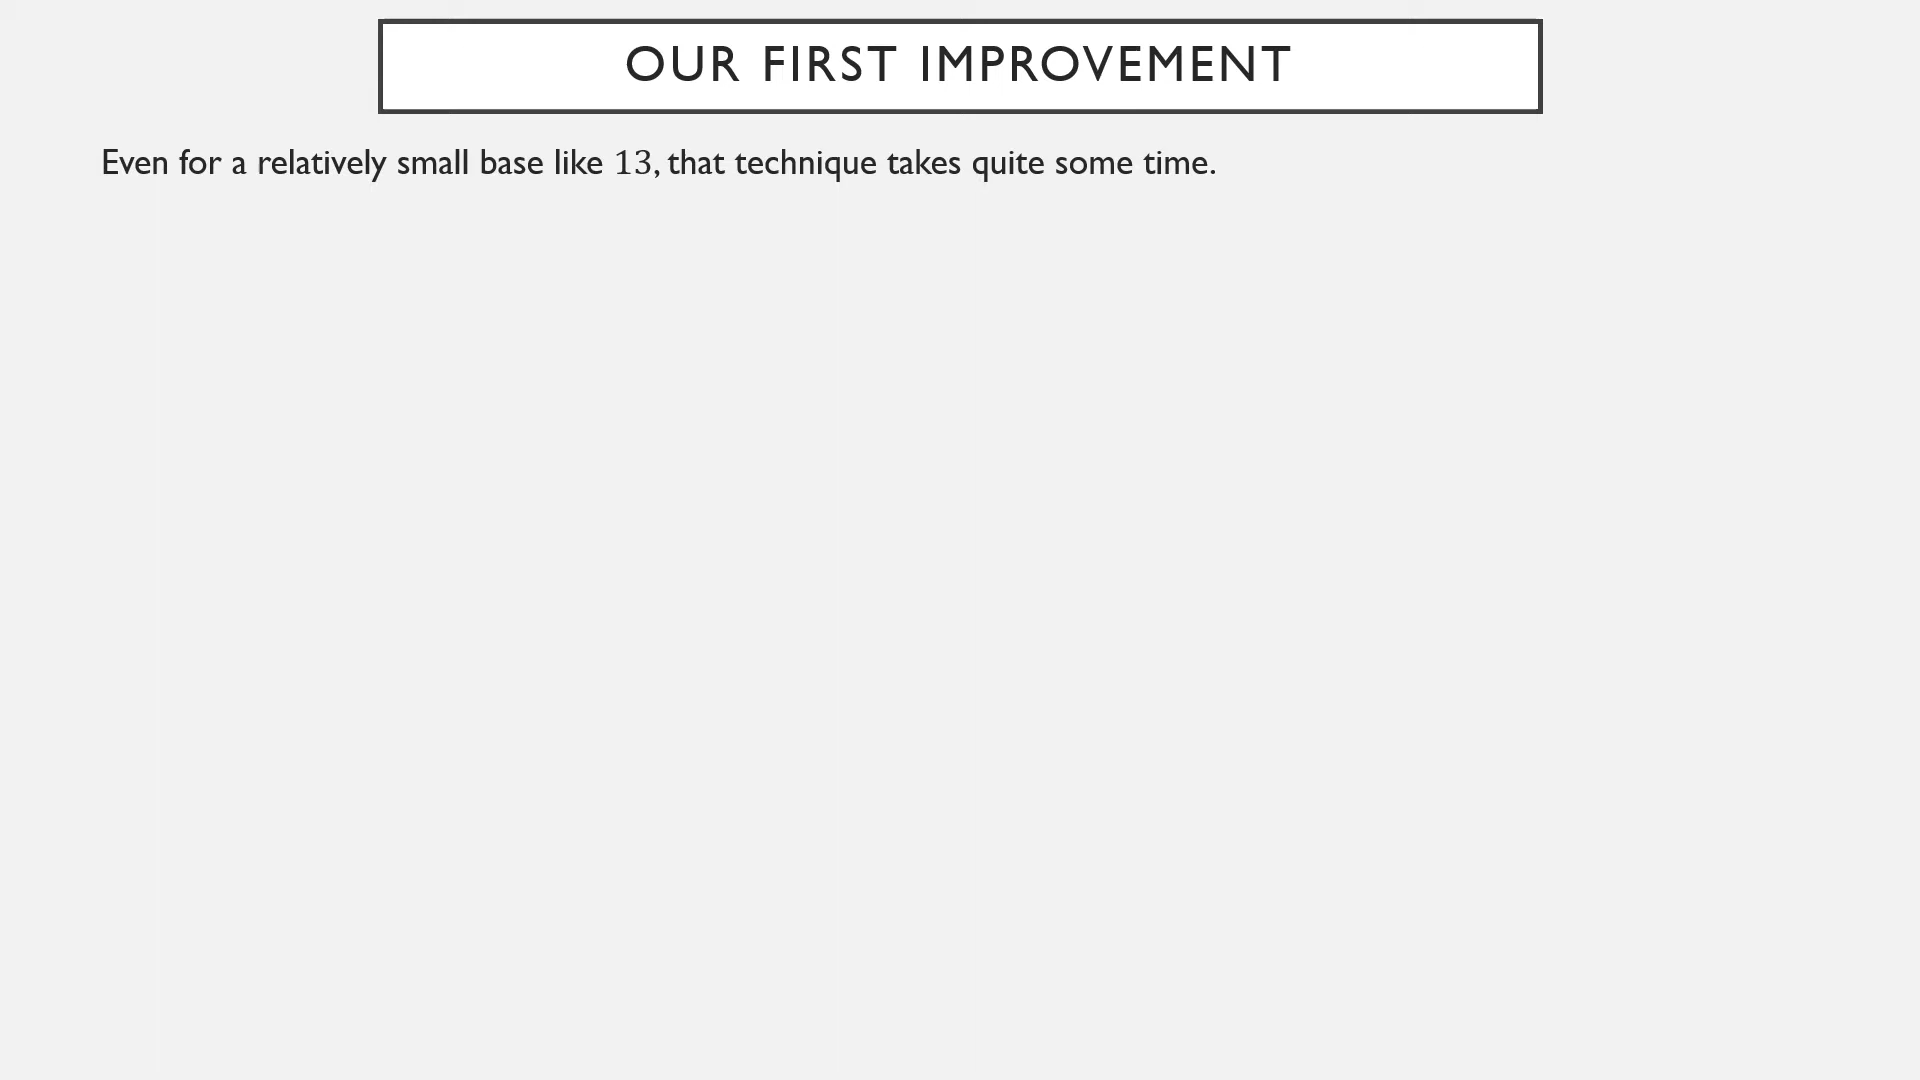 OUR FIRST IMPROVEMENT
Even for a relatively small base like 13, that technique takes quite some time.